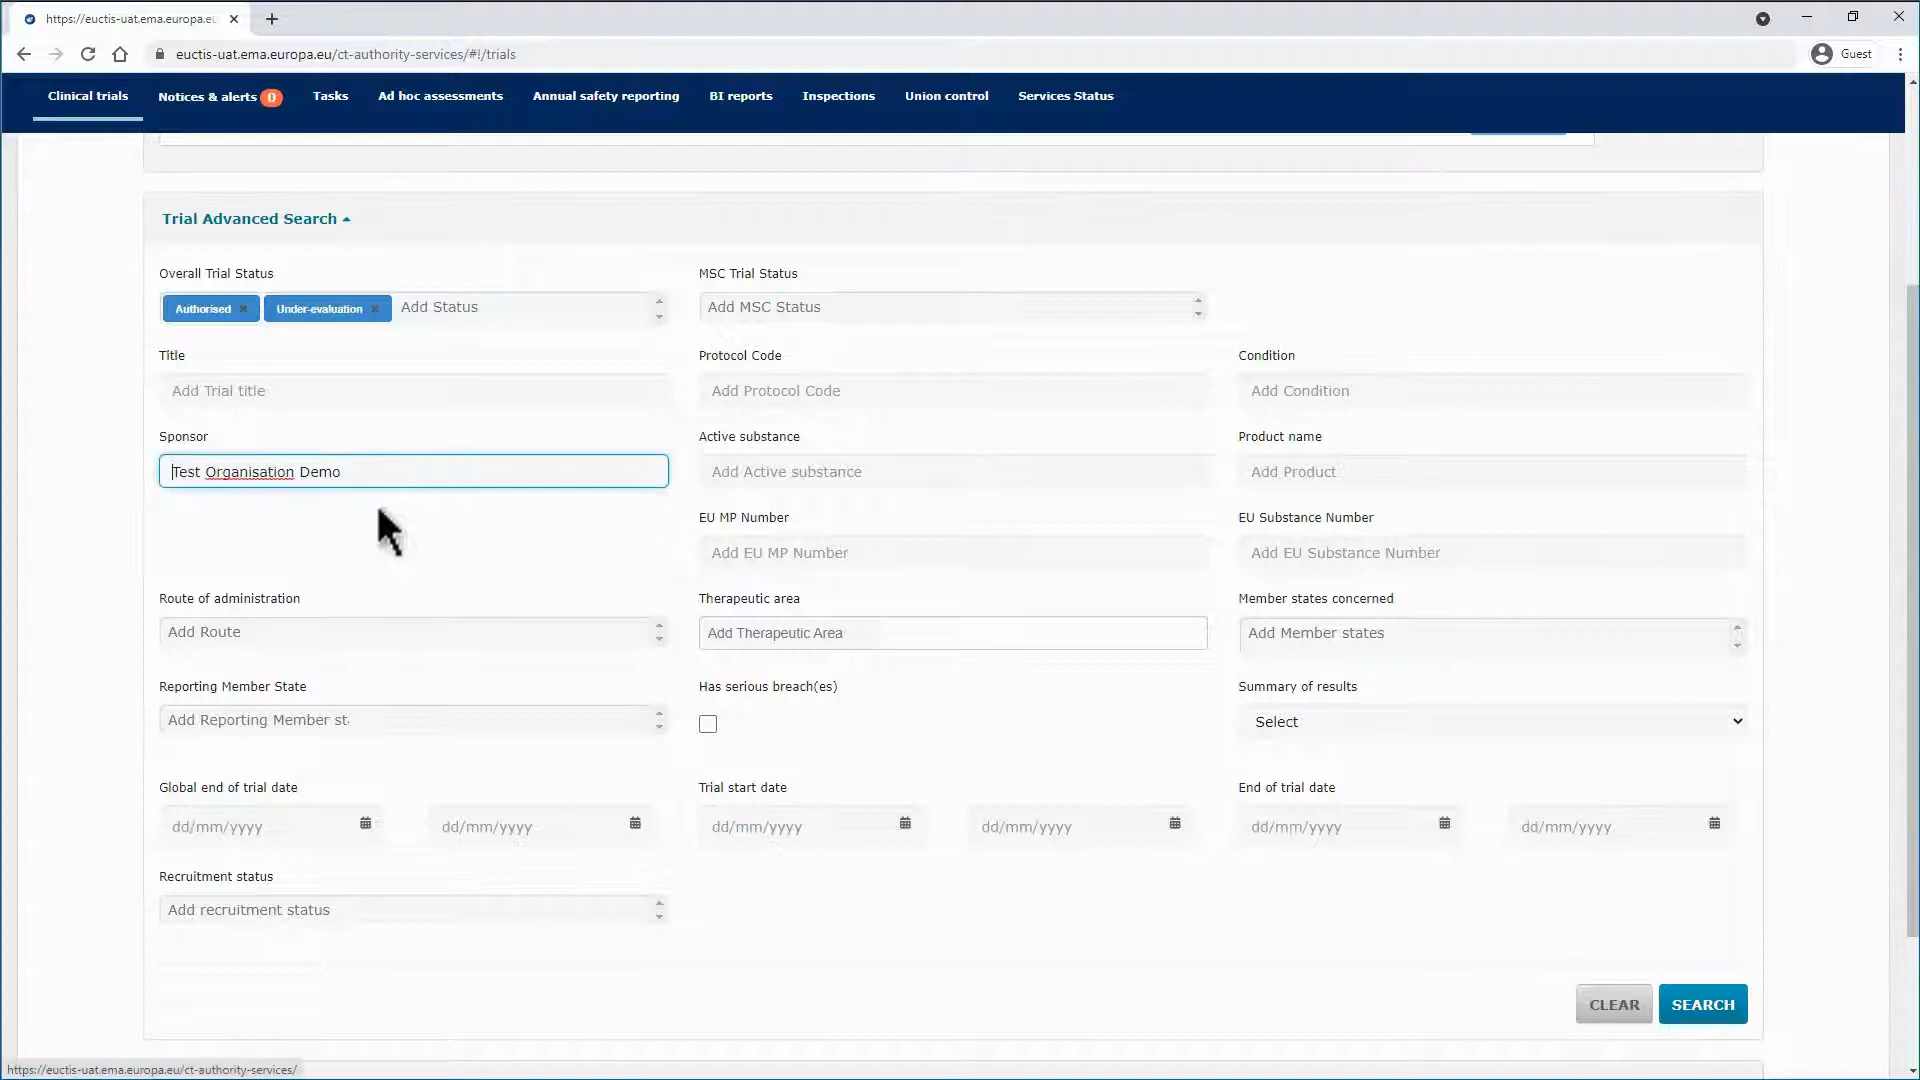 https://euctis-uat.ema.europa.eu
euctis-uat.ema.europa.eu/ct-authority-services/#!/trials
Guest
Clinical trials
Notices & alerts 0
Tasks
Ad hoc assessments
Annual safety reporting
BI reports
Inspections
Union control
Services Status
Trial Advanced Search
Overall Trial Status
MSC Trial Status
Authorised
Under-evaluation
Add Status
Add MSC Status
Title
Protocol Code
Condition
Add Trial title
Add Protocol Code
Add Condition
Sponsor
Active substance
Product name
Test Organisation Demo
Add Active substance
Add Product
EU MP Number
EU Substance Number
Add EU MP Number
Add EU Substance Number
Route of administration
Therapeutic area
Member states concerned
Add Route
Add Therapeutic Area
Add Member states
Reporting Member State
Has serious breach(es)
Summary of results
Add Reporting Member st
Select
Global end of trial date
Trial start date
End of trial date
dd/mm/yyyy
dd/mm/yyyy
dd/mm/yyyy
dd/mm/yyyy
dd/mm/yyyy
dd/mm/yyyy
Recruitment status
Add recruitment status
CLEAR
SEARCH
https://euctis-uat.ema.europa.eu/ct-authority-services/